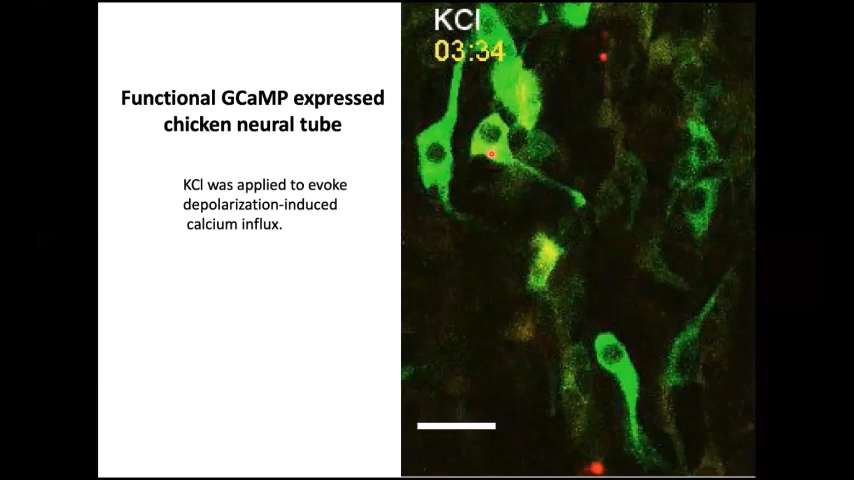 Functional GCaMP expressed
chicken neural tube
KCl was applied to evoke
depolarization-induced
calcium influx.
KCl
03:34